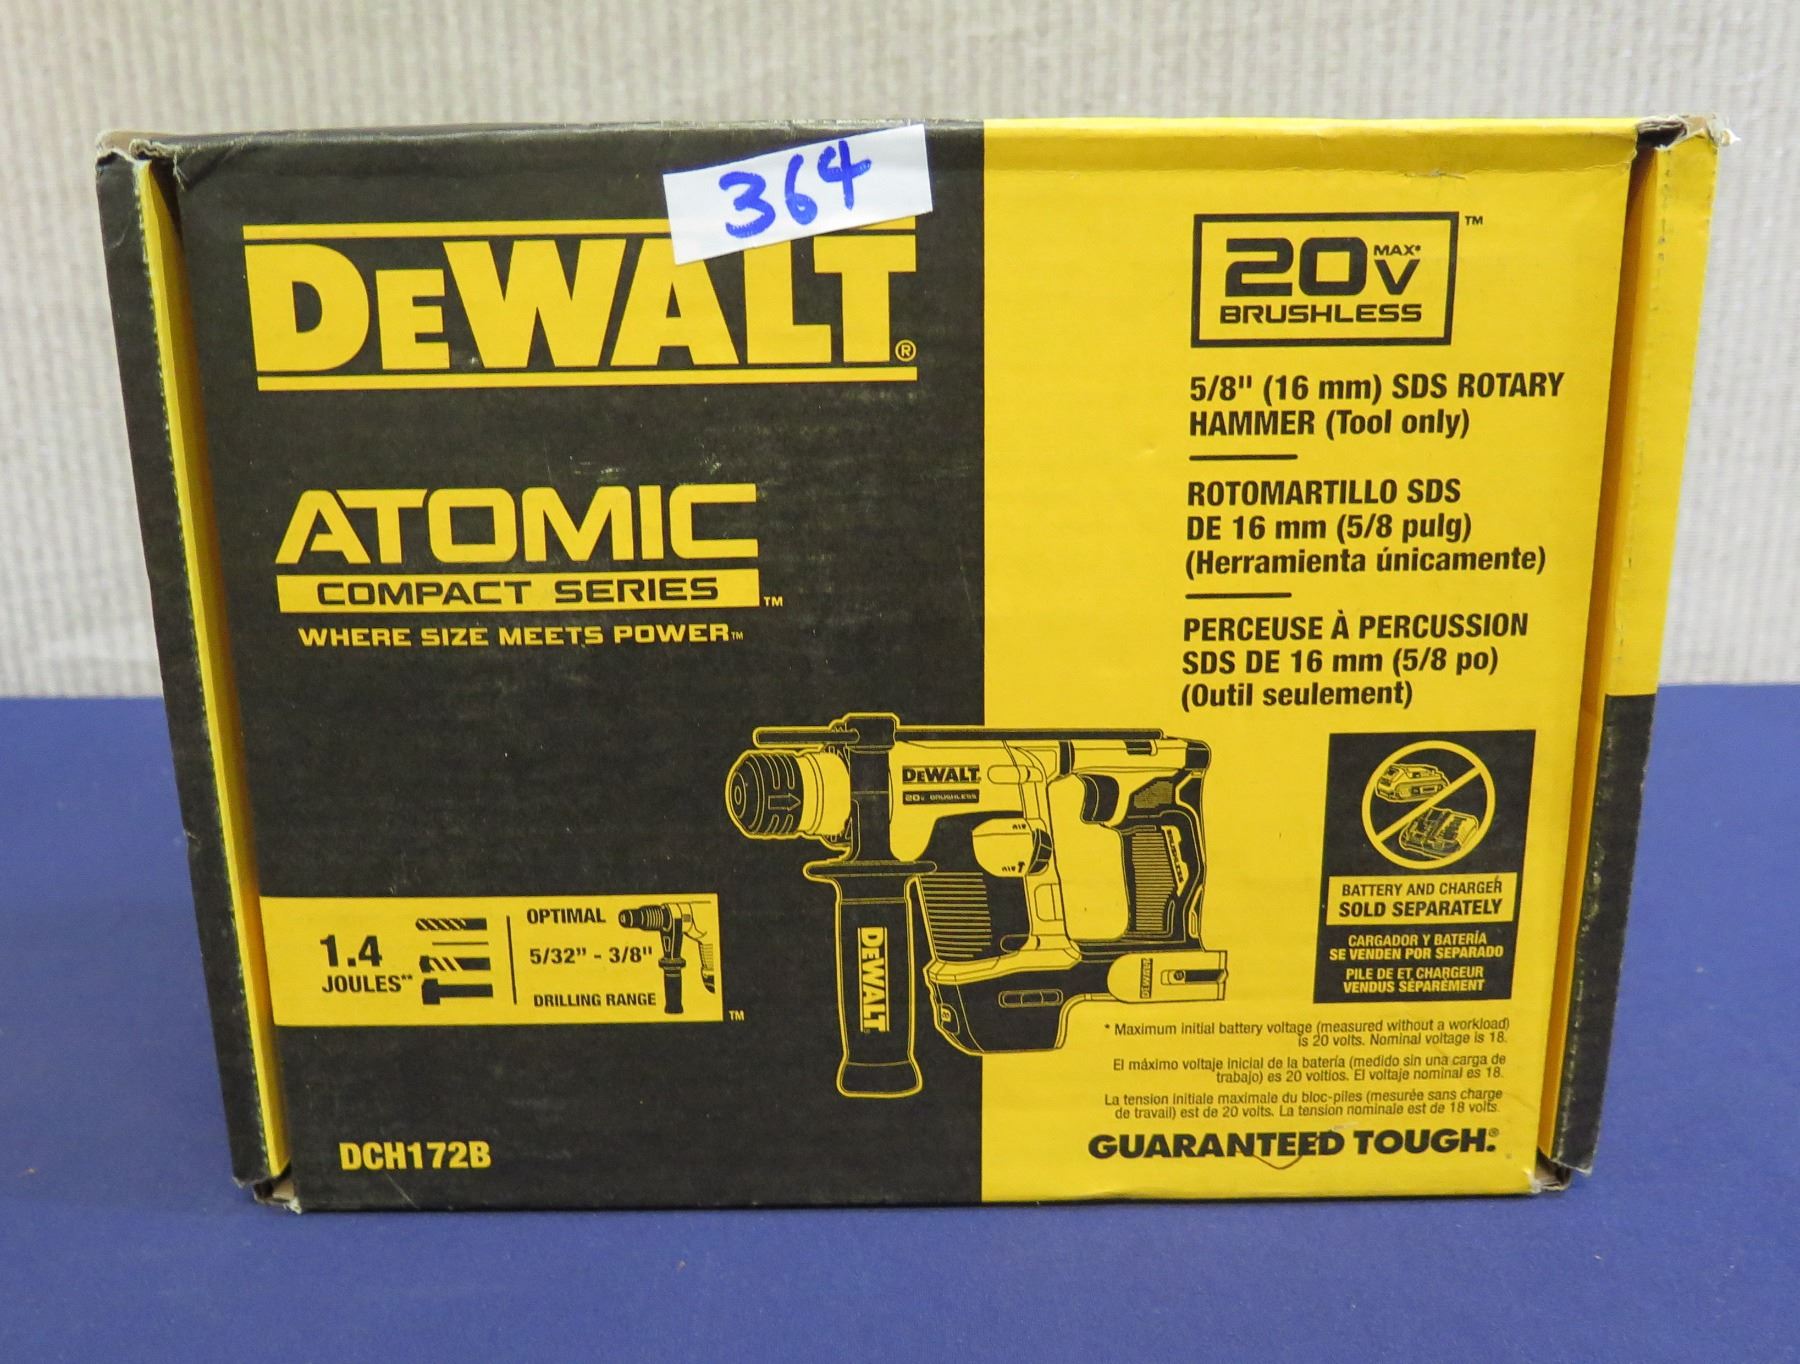 364
DEWALT®
ATOMIC
COMPACT SERIES™
WHERE SIZE MEETS POWER™
20V MAX* ™
BRUSHLESS
5/8" (16 mm) SDS ROTARY
HAMMER (Tool only)
ROTOMARTILLO SDS
DE 16 mm (5/8 pulg)
(Herramienta únicamente)
PERCEUSE À PERCUSSION
SDS DE 16 mm (5/8 po)
(Outil seulement)
DEWALT
20V BRUSHLESS
BRUSHLESS
DEWALT
DEWALT
BATTERY AND CHARGER
SOLD SEPARATELY
CARGADOR Y BATERÍA
SE VENDEN POR SEPARADO
PILE DE ET CHARGEUR
VENDUS SÉPARÉMENT
1.4
JOULES**
OPTIMAL
5/32” - 3/8"
DRILLING RANGE
™
* Maximum initial battery voltage (measured without a workload)
is 20 volts. Nominal voltage is 18.
El máximo voltaje inicial de la batería (medido sin una carga de
trabajo) es 20 voltios. El voltaje nominal es 18.
La tension initiale maximale du bloc-piles (mesurée sans charge
de travail) est de 20 volts. La tension nominale est de 18 volts.
GUARANTEED TOUGH.®
DCH172B